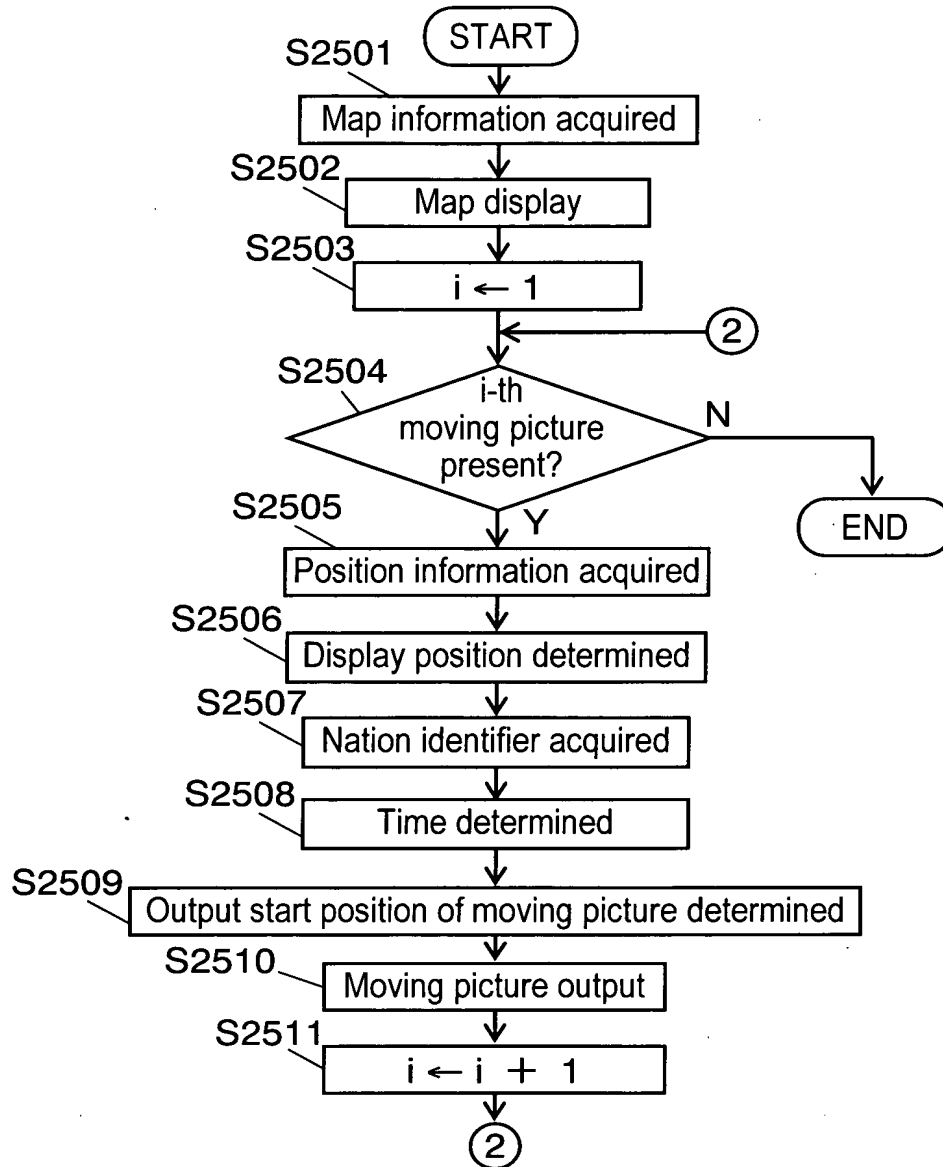 START
S2501
Map information acquired
S2502
Map display
S2503
i ← 1
2
S2504
i-th
moving picture
present?
N
END
Y
S2505
Position information acquired
S2506
Display position determined
S2507
Nation identifier acquired
S2508
Time determined
S2509
Output start position of moving picture determined
S2510
Moving picture output
S2511
i ← i + 1
2